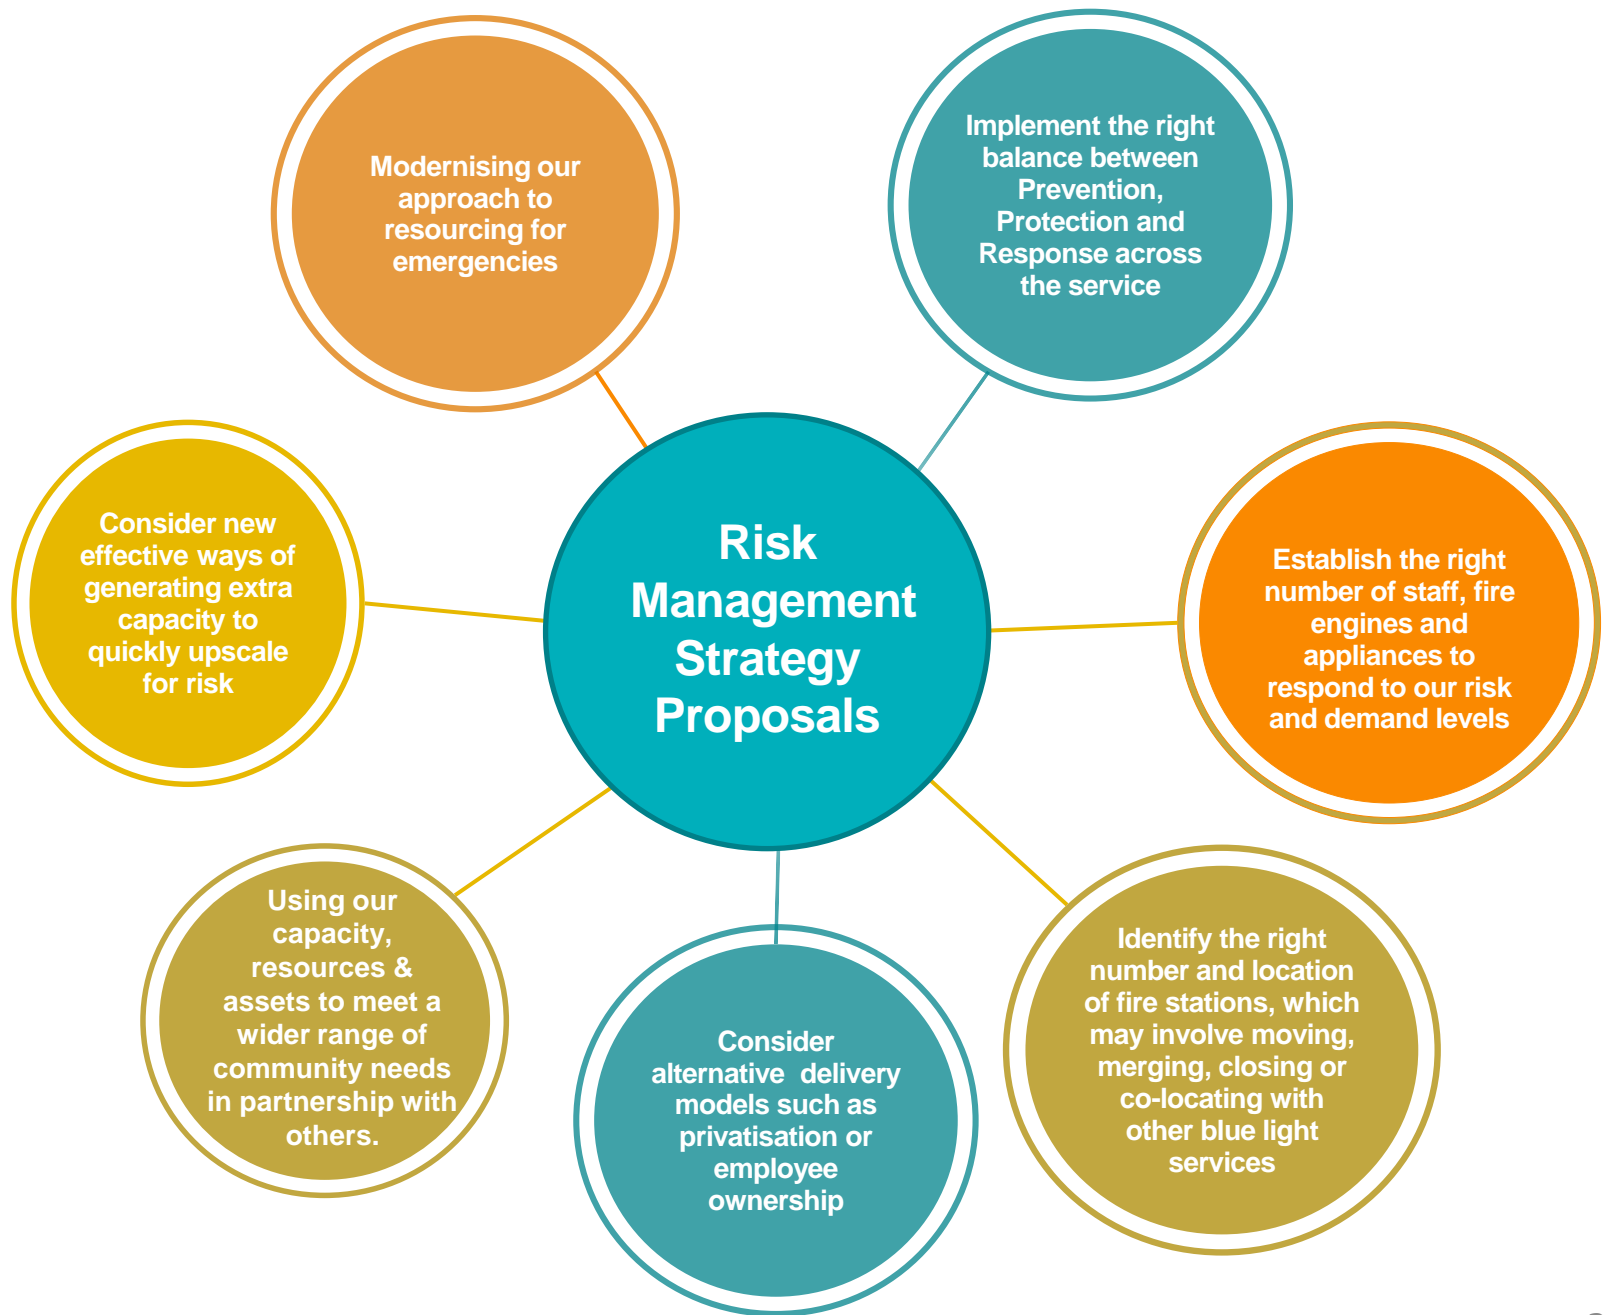 Modernising our
approach to
resourcing for
emergencies
Implement the right
balance between
Prevention,
Protection and
Response across
the service
Consider new
effective ways of
generating extra
capacity to
quickly upscale
for risk
Risk
Management
Strategy
Proposals
Establish the right
number of staff, fire
engines and
appliances to
respond to our risk
and demand levels
Using our
capacity,
resources &
assets to meet a
wider range of
community needs
in partnership with
others.
Consider
alternative  delivery
models such as
privatisation or
employee
ownership
Identify the right
number and location
of fire stations, which
may involve moving,
merging, closing or
co-locating with
other blue light
services